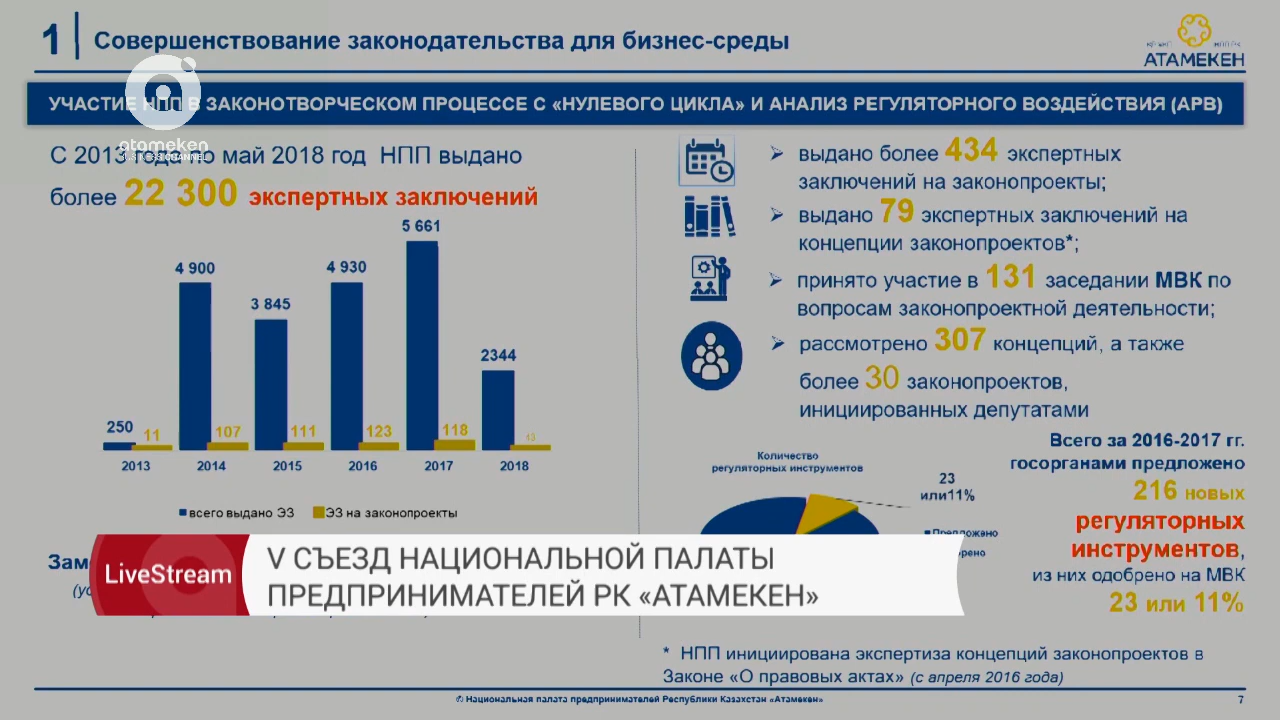 1
Совершенствование законодательства для бизнес-среды
АТАМЕКЕН
УЧАСТИЕ НПП В ЗАКОНОТВОРЧЕСКОМ ПРОЦЕССЕ С «НУЛЕВОГО ЦИКЛА» И АНАЛИЗ РЕГУЛЯТОРНОГО ВОЗДЕЙСТВИЯ (АРВ)
atameken
BUSINESS CHANNEL
С 2013 года по май 2018 год НПП выдано
более 22 300 экспертных заключений
5 661
4 900
4 930
3 845
2344
250
11
107
111
123
118
2013
2014
2015
2016
2017
2018
всего выдано ЭЗ
ЭЗ на законопроекты
выдано более 434 экспертных
заключений на законопроекты;
выдано 79 экспертных заключений на
концепции законопроектов*;
принято участие в 131 заседании МВК по
вопросам законопроектной деятельности;
рассмотрено 307 концепций, а также
более 30 законопроектов,
инициированных депутатами
Количество
регуляторных инструментов
23
или11%
Предложено
Всего за 2016-2017 гг.
госорганами предложено
216 новых
регуляторных
инструментов,
из них одобрено на МВК
23 или 11%
LiveStream
V СЪЕЗД НАЦИОНАЛЬНОЙ ПАЛАТЫ
ПРЕДПРИНИМАТЕЛЕЙ РК «АТАМЕКЕН»
* НПП инициирована экспертиза концепций законопроектов в
Законе «О правовых актах» (с апреля 2016 года)
© Национальная палата предпринимателей Республики Казахстан «Атамекен»
7